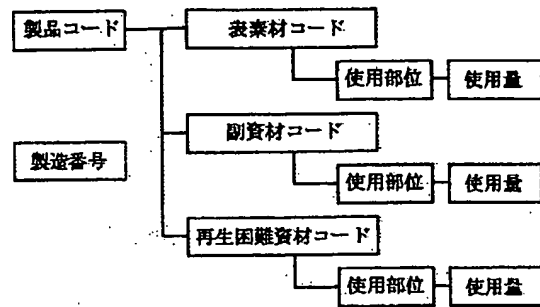 製品コード
表素材コード
使用部位
使用量
副資材コード
製造番号
使用部位
使用量
再生困難資材コード
使用部位
使用量